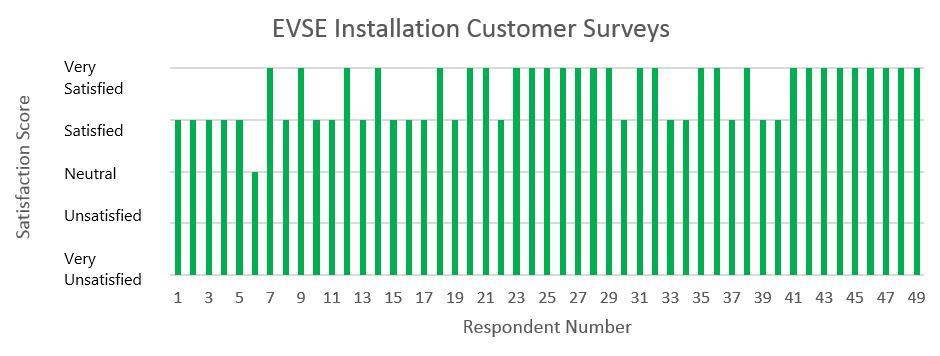 EVSE Installation Customer Surveys
Very
Satisfied
Satisfied
Neutral
Unsatisfied
Very
Unsatisfied
Satisfaction Score
1 3 5 7 9 11 13 15 17 19 21 23 25 27 29 31 33 35 37 39 41 43 45 47 49
Respondent Number